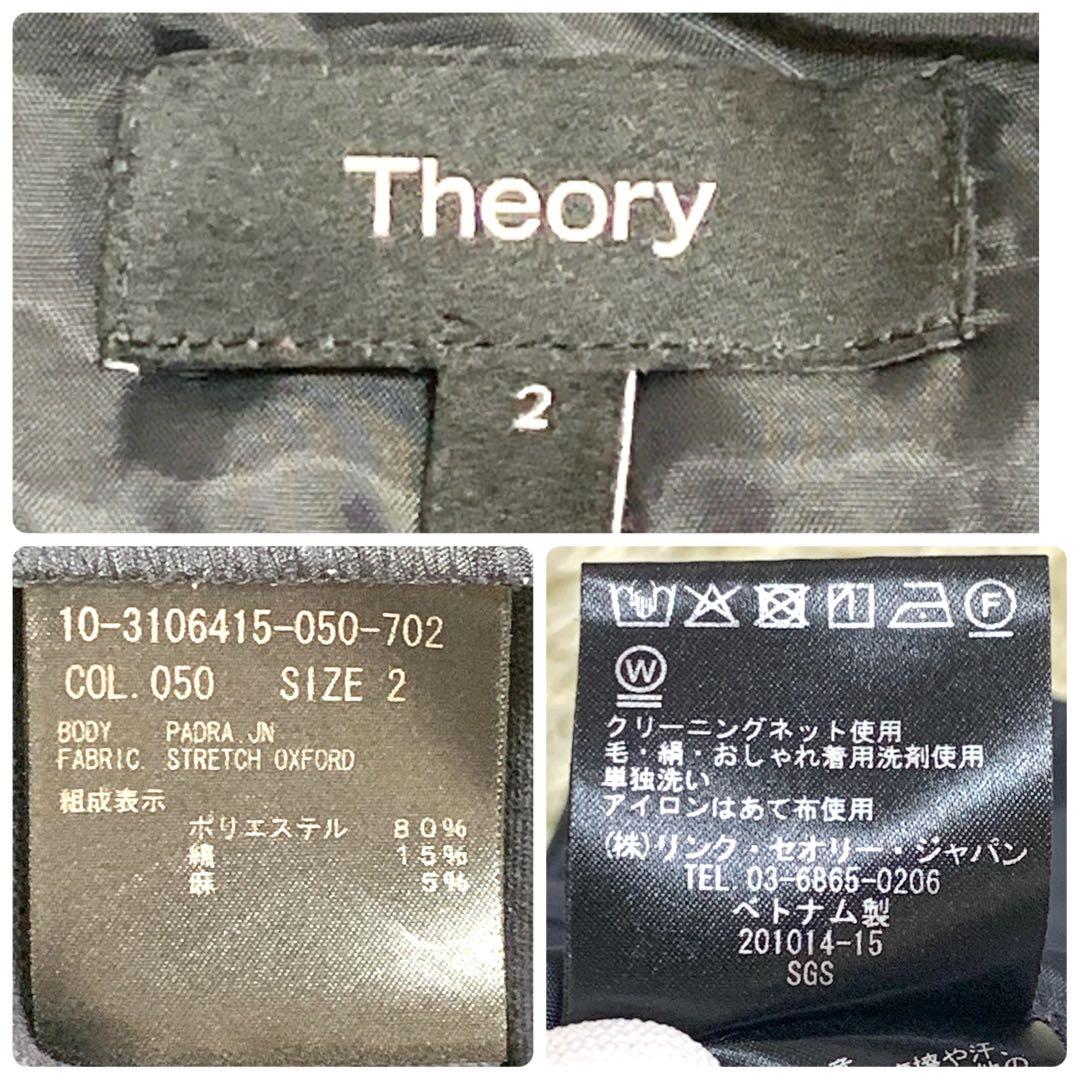 Theory
2
10-3106415-050-702
COL.050 SIZE 2
BODY PADRA.JN
FABRIC. STRETCH OXFORD
組成表示
ポリエステル 80%
綿 15%
麻 5%
F
W
クリーニングネット使用
毛・絹・おしゃれ着用洗剤使用
単独洗い
アイロンはあて布使用
(株)リンク・セオリー・ジャパン
TEL.03-6865-0206
ベトナム製
201014-15
SGS
や汗、